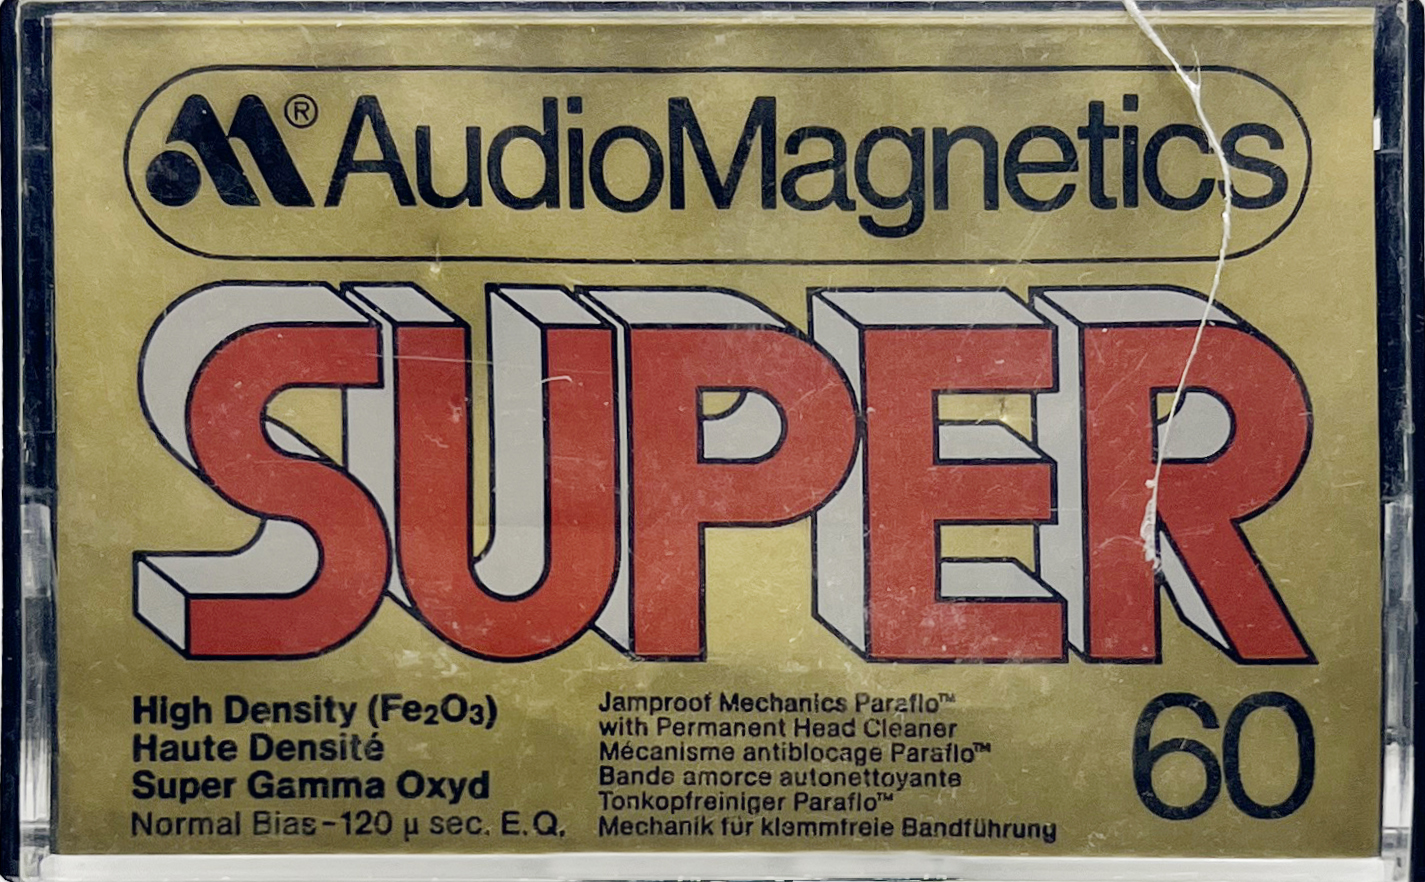 ® AudioMagnetics
SUPER
High Density (Fe₂O₃)
Haute Densité
Super Gamma Oxyd
Normal Bias-120 µ sec. E.Q.
Jamproof Mechanics Paraflo™
with Permanent Head Cleaner
Mécanisme antiblocage Paraflo™
Bande amorce autonettoyante
Tonkopfreiniger Paraflo™
Mechanik für klemmfreie Bandführung
60